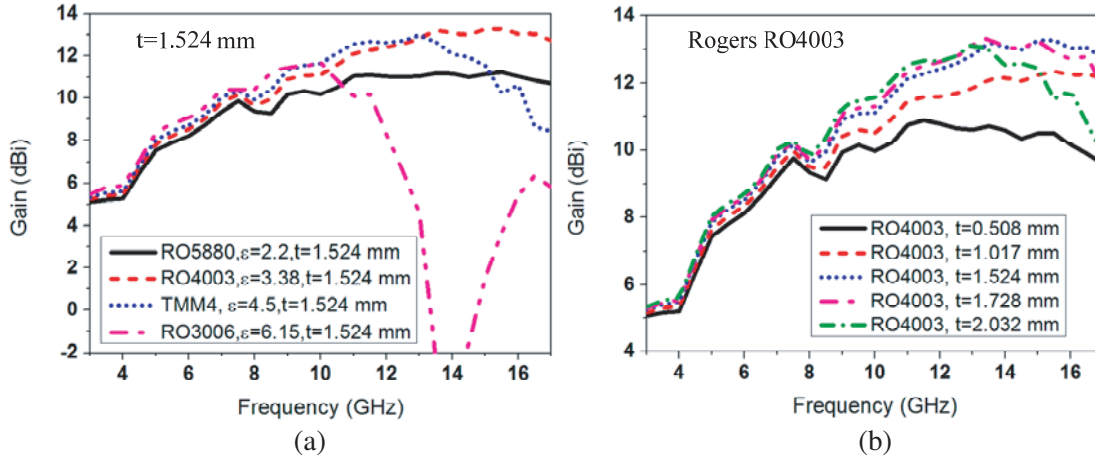 t=1.524 mm
Gain (dBi)
14
13
12
11
10
8
6
4
2
0
-2
RO5880,ε=2.2,t=1.524 mm
RO4003,ε=3.38,t=1.524 mm
TMM4, ε=4.5,t=1.524 mm
RO3006,ε=6.15,t=1.524 mm
4 6 8 10 12 14 16
Frequency (GHz)
(a)
Rogers RO4003
Gain (dBi)
14
12
10
8
6
4
RO4003, t=0.508 mm
RO4003, t=1.017 mm
RO4003, t=1.524 mm
RO4003, t=1.728 mm
RO4003, t=2.032 mm
4 6 8 10 12 14 16
Frequency (GHz)
(b)